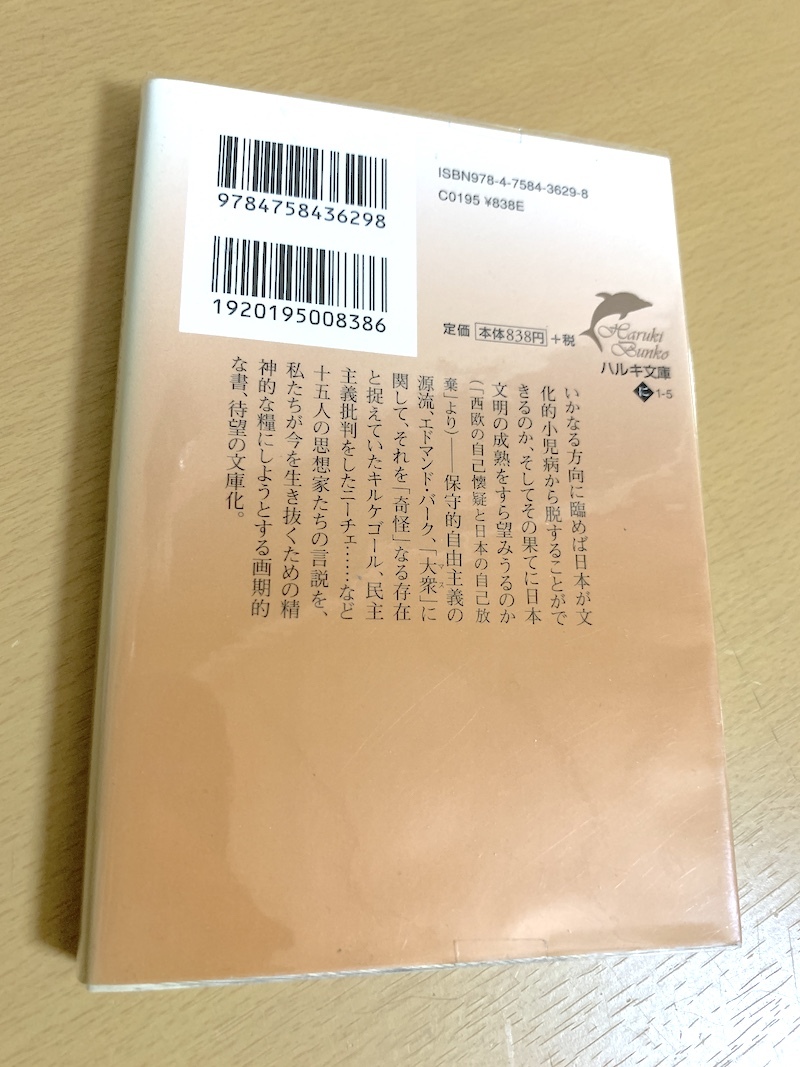 9784758436298
1920195008386
ISBN978-4-7584-3629-8
C0195 ¥838E
定価 本体838円 +税
Haruki
Bunko
ハルキ文庫
に 1-5
いかなる方向に臨めば日本が文
化的小児病から脱することがで
きるのか、そしてその果てに日本
文明の成熟をすら望みうるのか
(「西欧の自己懐疑と日本の自己放
棄」より)——保守的自由主義の
源流、エドマンド・バーク、「大衆」に
マス
関して、それを「奇怪」なる存在
と捉えていたキルケゴール、民主
主義批判をしたニーチェ……など
十五人の思想家たちの言説を、
私たちが今を生き抜くための精
神的な糧にしようとする画期的
な書、待望の文庫化。